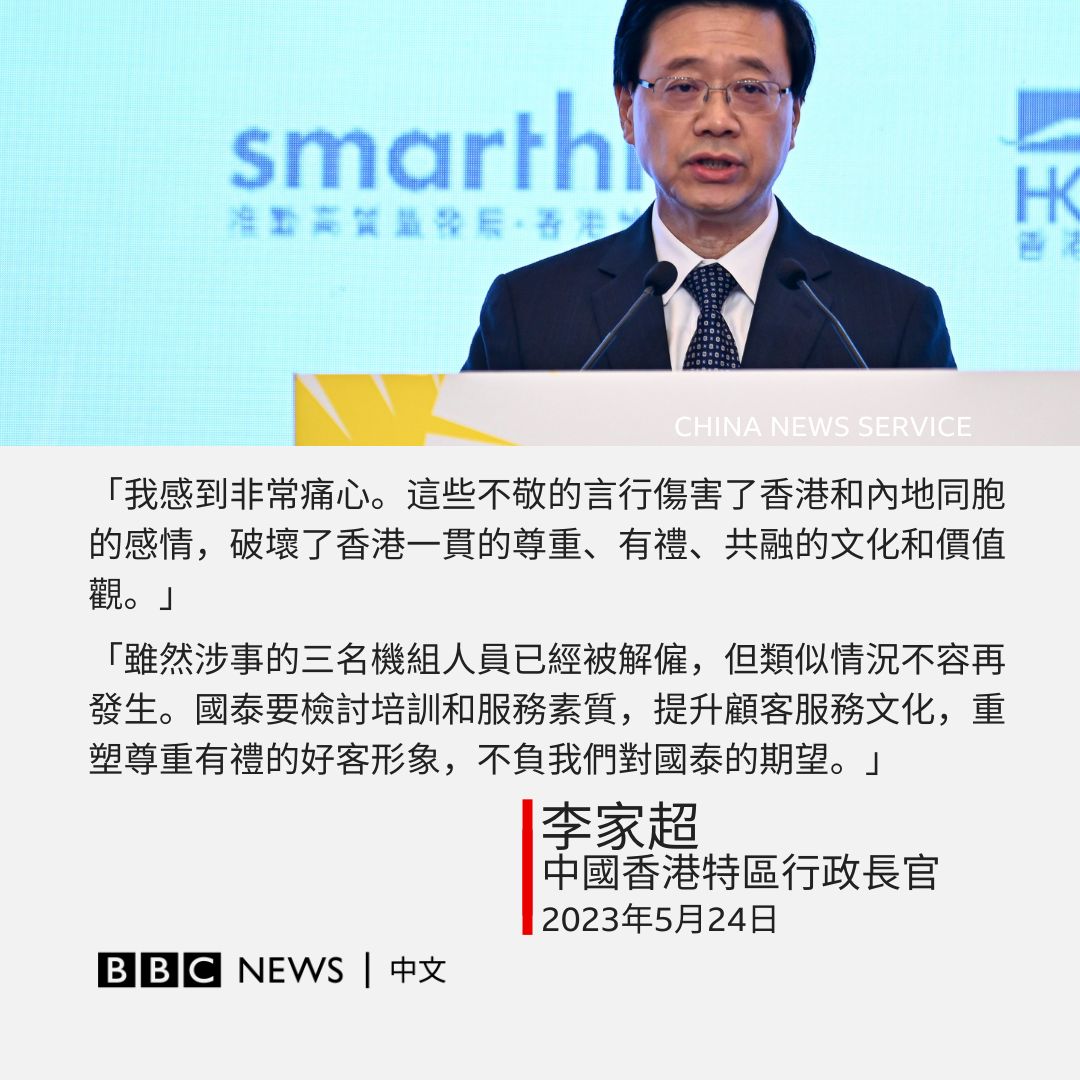 smarth
香港
HK
香港
CHINA NEWS SERVICE
「我感到非常痛心。這些不敬的言行傷害了香港和內地同胞
的感情，破壞了香港一貫的尊重、有禮、共融的文化和價值
觀。」
「雖然涉事的三名機組人員已經被解僱，但類似情況不容再
發生。國泰要檢討培訓和服務素質，提升顧客服務文化，重
塑尊重有禮的好客形象，不負我們對國泰的期望。」
李家超
中國香港特區行政長官
2023年5月24日
BBC NEWS | 中文